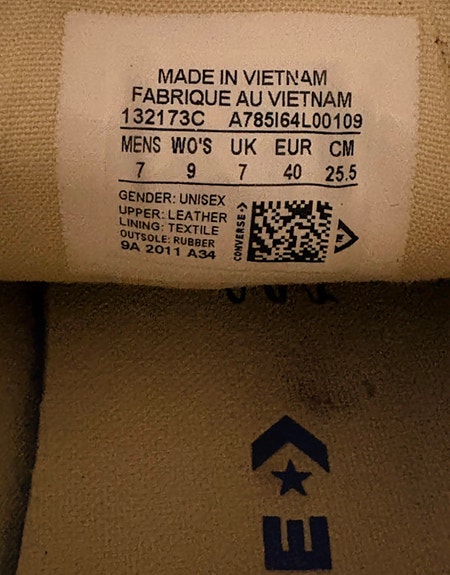 MADE IN VIETNAM
FABRIQUE AU VIETNAM
132173C A785I64L00109
MENS WO'S UK EUR CM
7 9 7 40 25.5
GENDER: UNISEX
UPPER: LEATHER
LINING: TEXTILE
OUTSOLE: RUBBER
9A 2011 A34
CONVERSE
E